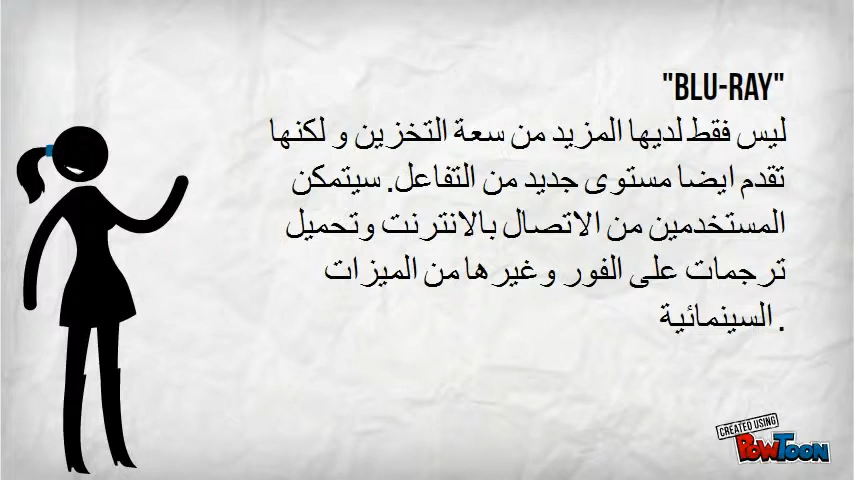 "BLU-RAY"
ليس فقط لديها المزيد من سعة التخزين و لكنها
تقدم ايضا مستوى جديد من التفاعل. سيتمكن
المستخدمين من الاتصال بالانترنت وتحميل
ترجمات على الفور وغيرها من الميزات
السينمائية .
CREATED USING
POWTOON